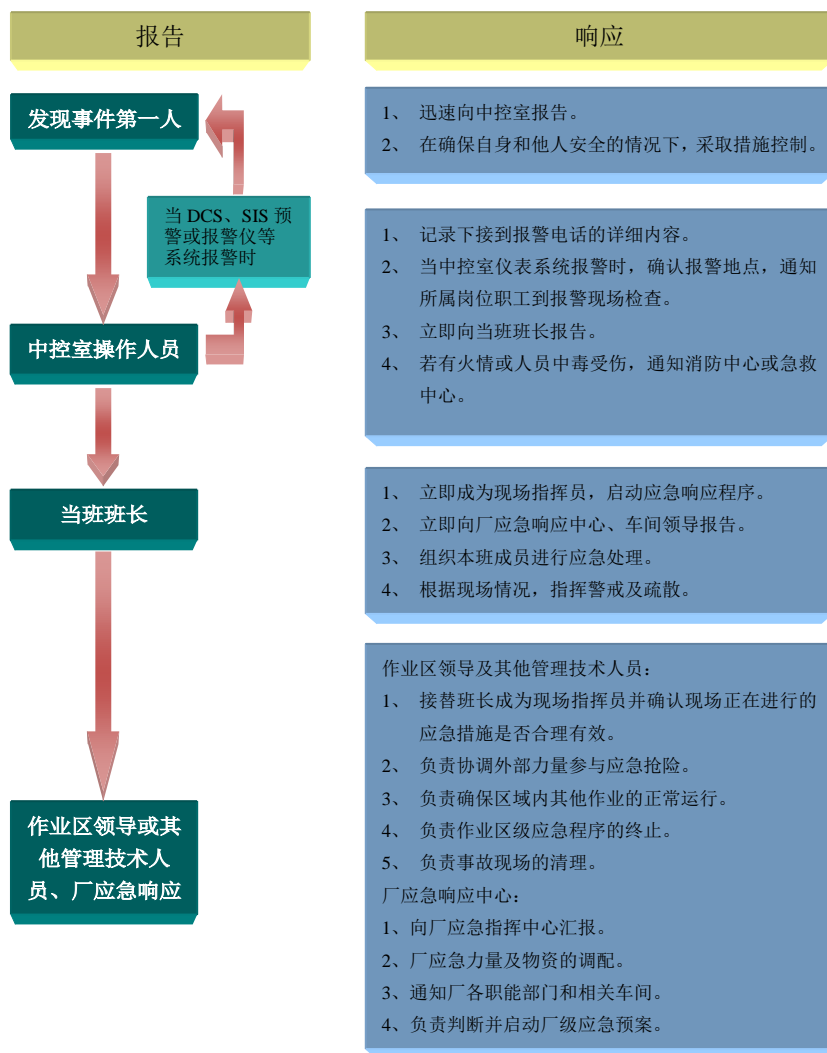 报告
响应
发现事件第一人
1、 迅速向中控室报告。
2、 在确保自身和他人安全的情况下，采取措施控制。
当 DCS、SIS 预
警或报警仪等
系统报警时
1、 记录下接到报警电话的详细内容。
2、 当中控室仪表系统报警时，确认报警地点，通知
所属岗位职工到报警现场检查。
3、 立即向当班班长报告。
4、 若有火情或人员中毒受伤，通知消防中心或急救
中心。
中控室操作人员
当班班长
1、 立即成为现场指挥员，启动应急响应程序。
2、 立即向厂应急响应中心、车间领导报告。
3、 组织本班成员进行应急处理。
4、 根据现场情况，指挥警戒及疏散。
作业区领导或其
他管理技术人
员、厂应急响应
作业区领导及其他管理技术人员：
1、 接替班长成为现场指挥员并确认现场正在进行的
应急措施是否合理有效。
2、 负责协调外部力量参与应急抢险。
3、 负责确保区域内其他作业的正常运行。
4、 负责作业区级应急程序的终止。
5、 负责事故现场的清理。
厂应急响应中心：
1、向厂应急指挥中心汇报。
2、厂应急力量及物资的调配。
3、通知厂各职能部门和相关车间。
4、负责判断并启动厂级应急预案。